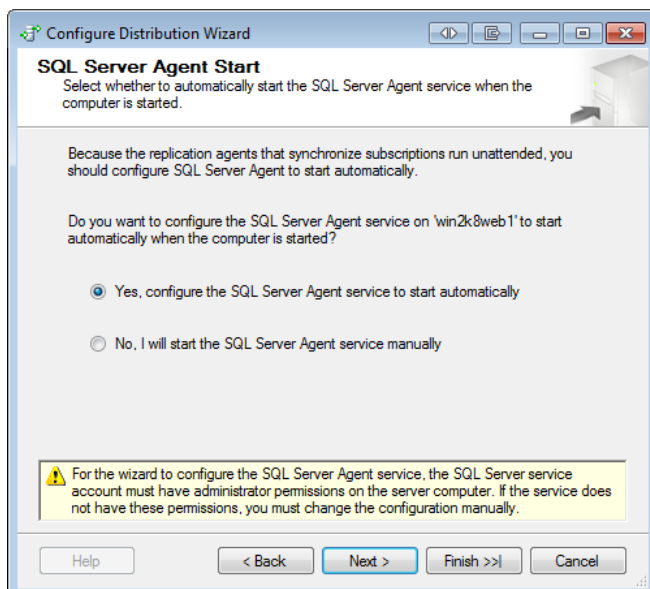 Configure Distribution Wizard
SQL Server Agent Start
Select whether to automatically start the SQL Server Agent service when the
computer is started.
Because the replication agents that synchronize subscriptions run unattended, you
should configure SQL Server Agent to start automatically.
Do you want to configure the SQL Server Agent service on 'win2k8web1' to start
automatically when the computer is started?
Yes, configure the SQL Server Agent service to start automatically
No, I will start the SQL Server Agent service manually
For the wizard to configure the SQL Server Agent service, the SQL Server service
account must have administrator permissions on the server computer. If the service does
not have these permissions, you must change the configuration manually.
Help
< Back
Next >
Finish >>|
Cancel